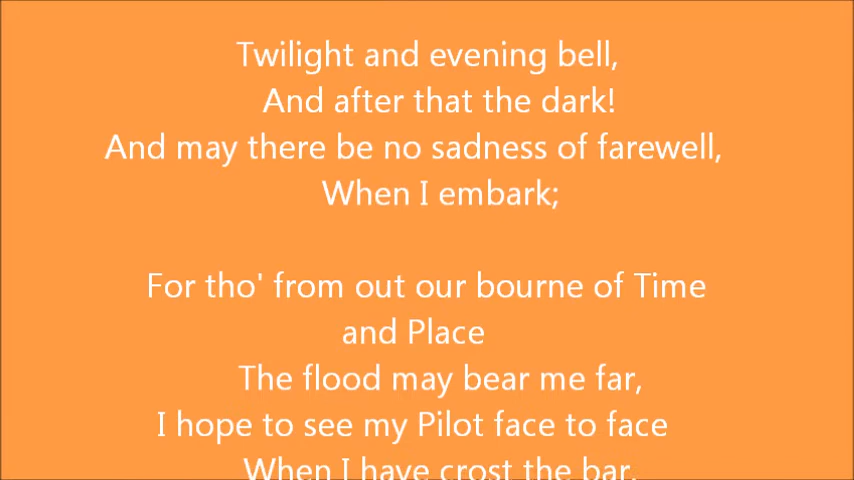 Twilight and evening bell,
And after that the dark!
And may there be no sadness of farewell,
When I embark;
For tho' from out our bourne of Time
and Place
The flood may bear me far,
I hope to see my Pilot face to face
When I have crost the bar.